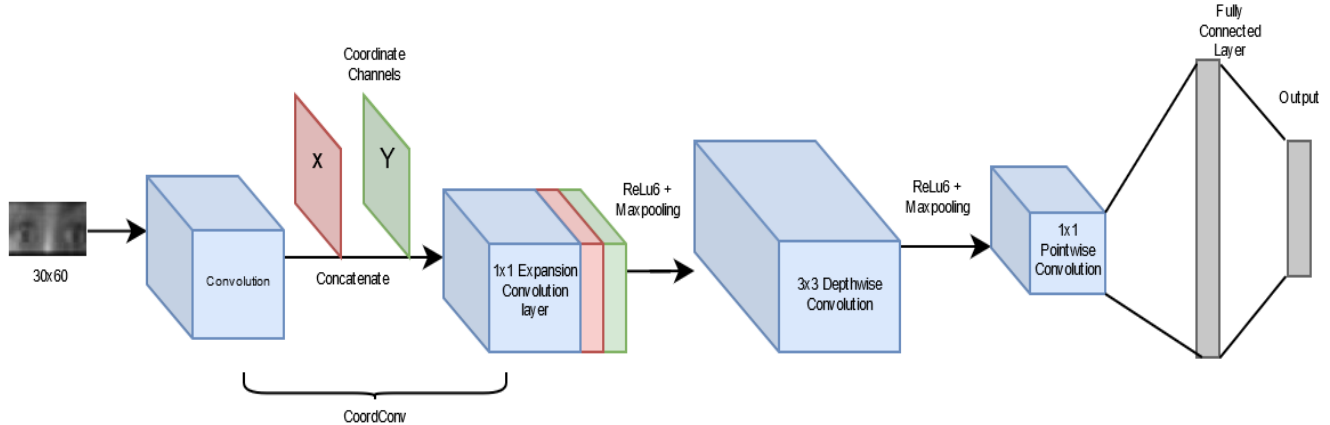 30x60
Convolution
Coordinate
Channels
X
Y
Concatenate
CoordConv
1x1 Expansion
Convolution
layer
ReLu6 +
Maxpooling
3x3 Depthwise
Convolution
ReLu6 +
Maxpooling
1x1
Pointwise
Convolution
Fully
Connected
Layer
Output